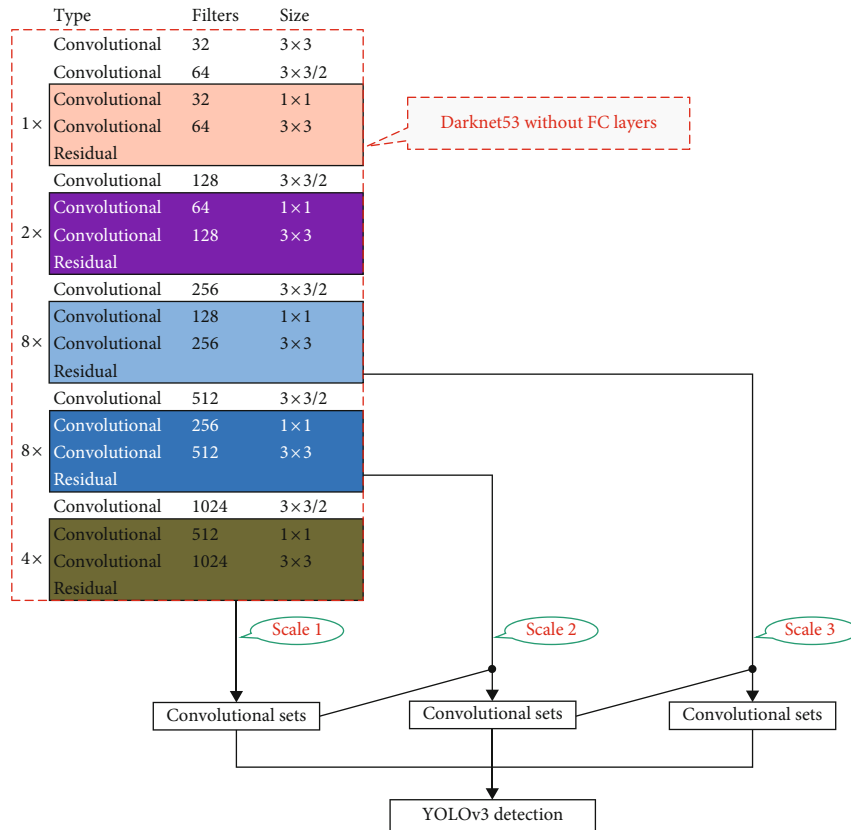 Type Filters Size
Convolutional 32 3×3
Convolutional 64 3×3/2
Convolutional 32 1×1
1× Convolutional 64 3×3
Residual
Darknet53 without FC layers
Convolutional 128 3×3/2
Convolutional 64 1×1
2× Convolutional 128 3×3
Residual
Convolutional 256 3×3/2
Convolutional 128 1×1
8× Convolutional 256 3×3
Residual
Convolutional 512 3×3/2
Convolutional 256 1×1
8× Convolutional 512 3×3
Residual
Convolutional 1024 3×3/2
Convolutional 512 1×1
4× Convolutional 1024 3×3
Residual
Scale 1 Scale 2 Scale 3
Convolutional sets Convolutional sets Convolutional sets
YOLOv3 detection